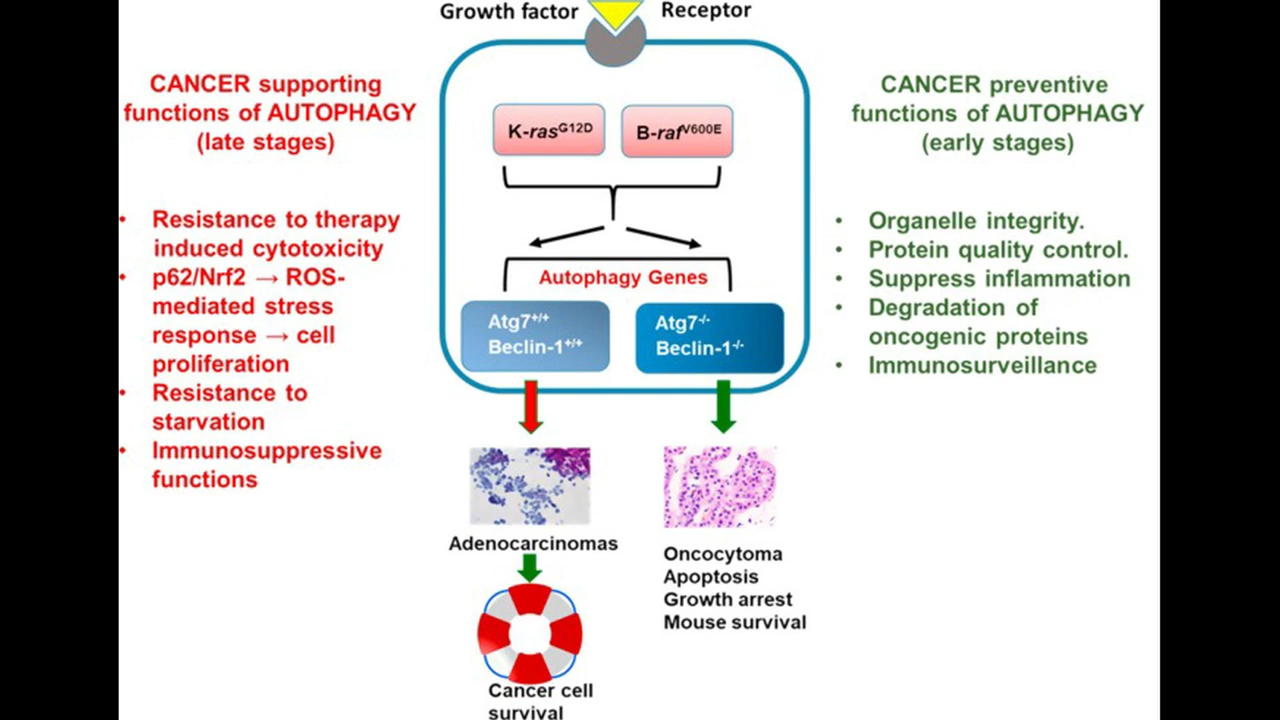 Growth factor
Receptor
CANCER supporting
functions of AUTOPHAGY
(late stages)
• Resistance to therapy
induced cytotoxicity
• p62/Nrf2 → ROS-
mediated stress
response → cell
proliferation
• Resistance to
starvation
• Immunosuppressive
functions
K-rasG12D
B-rafV600E
Autophagy Genes
Atg7+/+
Beclin-1+/+
Atg7-/-
Beclin-1-/-
Adenocarcinomas
Cancer cell
survival
Oncocytoma
Apoptosis
Growth arrest
Mouse survival
CANCER preventive
functions of AUTOPHAGY
(early stages)
• Organelle integrity.
• Protein quality control.
• Suppress inflammation
• Degradation of
oncogenic proteins
• Immunosurveillance